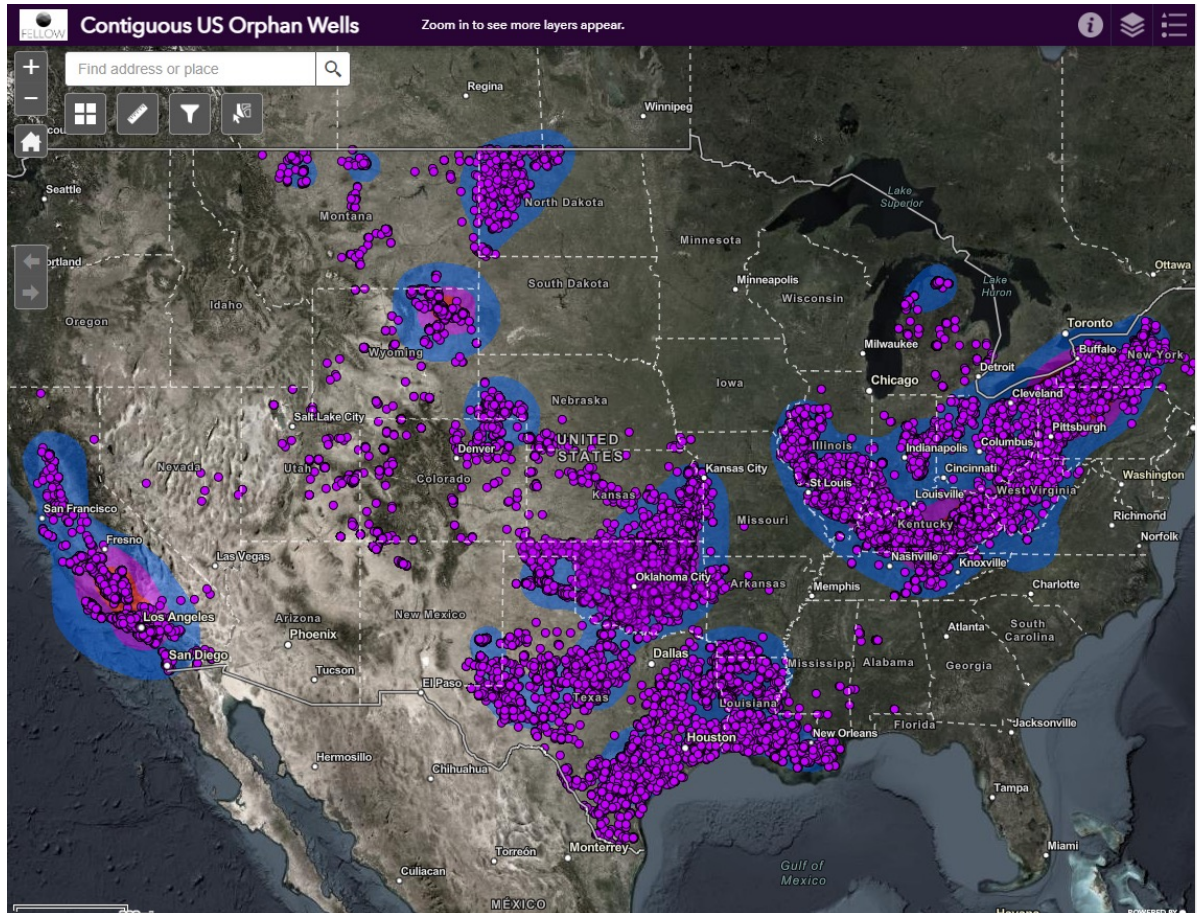 FELLOW
Contiguous US Orphan Wells
Zoom in to see more layers appear.
Find address or place
Regina
Winnipeg
Seattle
Montana
North Dakota
Lake
Superior
Minnesota
Ottawa
ortland
Idaho
South Dakota
Minneapolis
Wisconsin
Lake
Huron
Oregon
Toronto
Wyoming
Milwaukee
Buffalo
New York
Detroit
Iowa
Chicago
Cleveland
Nebraska
Salt Lake City
UNITED
STATES
Illinois
Indianapolis
Columbus
Pittsburgh
Nevada
Utah
Denver
Colorado
Kansas City
Cincinnati
Washington
Kansas
St Louis
Louisville
West Virginia
San Francisco
Missouri
Kentucky
Richmond
Fresno
Norfolk
Las Vegas
Nashville
Knoxville
Oklahoma City
Arkansas
Memphis
Charlotte
Los Angeles
Arizona
New Mexico
Phoenix
Atlanta
South
Carolina
San Diego
Dallas
Mississippi
Alabama
Georgia
Tucson
El Paso
Texas
Louisiana
Florida
Jacksonville
Houston
New Orleans
Hermosillo
Chihuahua
Tampa
Torreón
Monterrey
Miami
Culiacan
Gulf of
Mexico
MÉXICO
Havana
POWERED BY